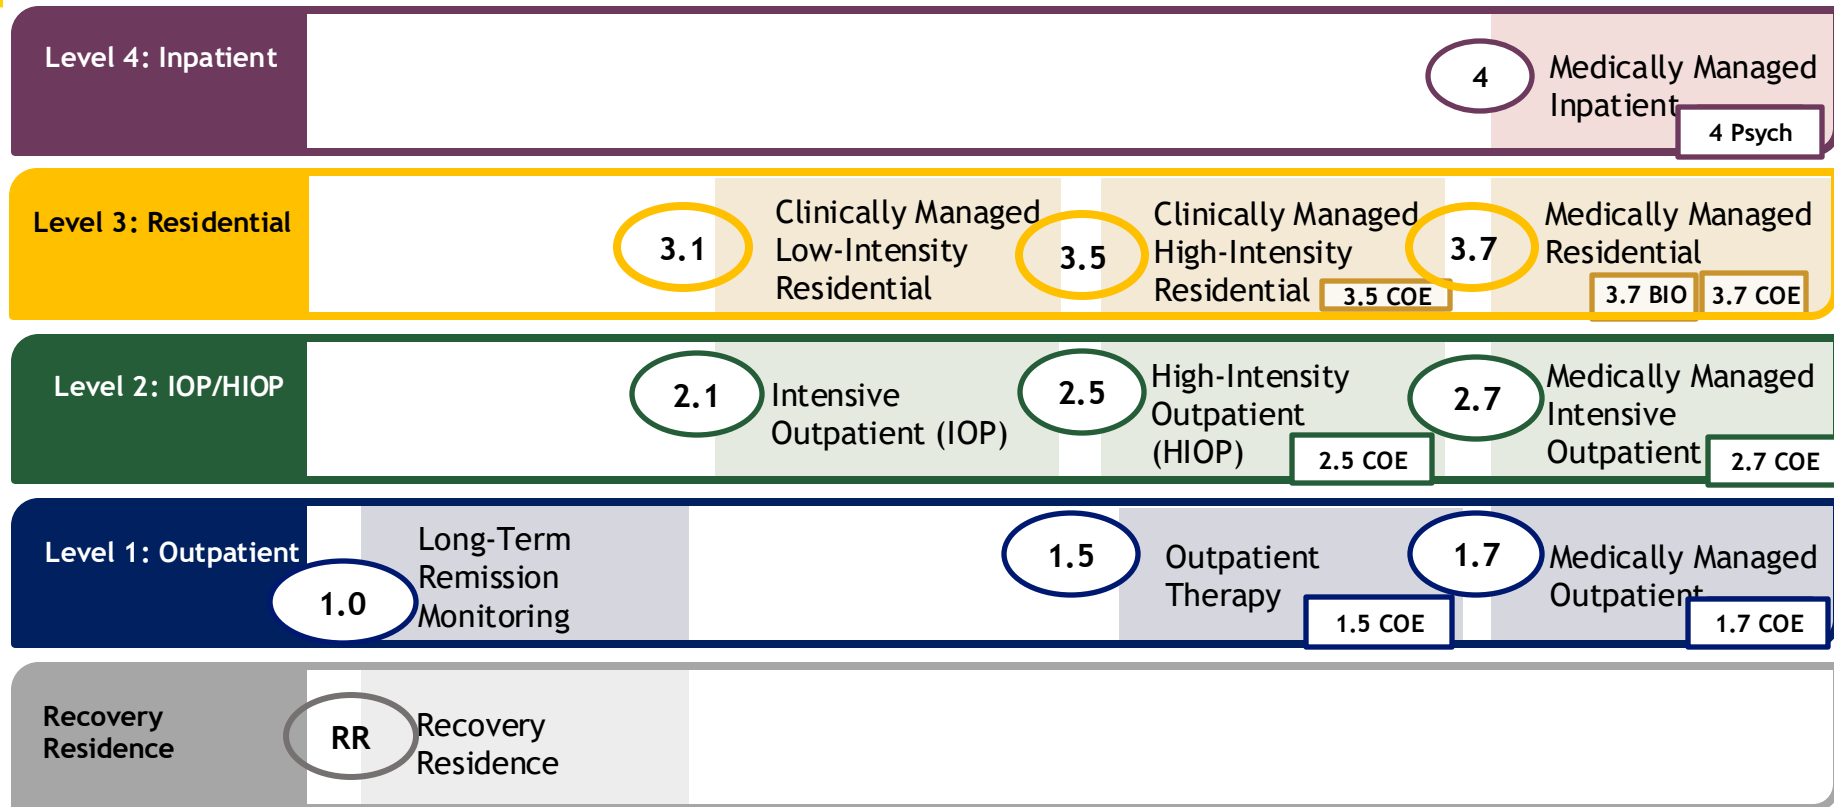 Level 4: Inpatient
4
Medically Managed
Inpatient
4 Psych
Level 3: Residential
3.1
Clinically Managed
Low-Intensity
Residential
3.5
Clinically Managed
High-Intensity
Residential
3.5 COE
3.7
Medically Managed
Residential
3.7 BIO
3.7 COE
Level 2: IOP/HIOP
2.1
Intensive
Outpatient (IOP)
2.5
High-Intensity
Outpatient
(HIOP)
2.5 COE
2.7
Medically Managed
Intensive
Outpatient
2.7 COE
Level 1: Outpatient
1.0
Long-Term
Remission
Monitoring
1.5
Outpatient
Therapy
1.5 COE
1.7
Medically Managed
Outpatient
1.7 COE
Recovery
Residence
RR
Recovery
Residence